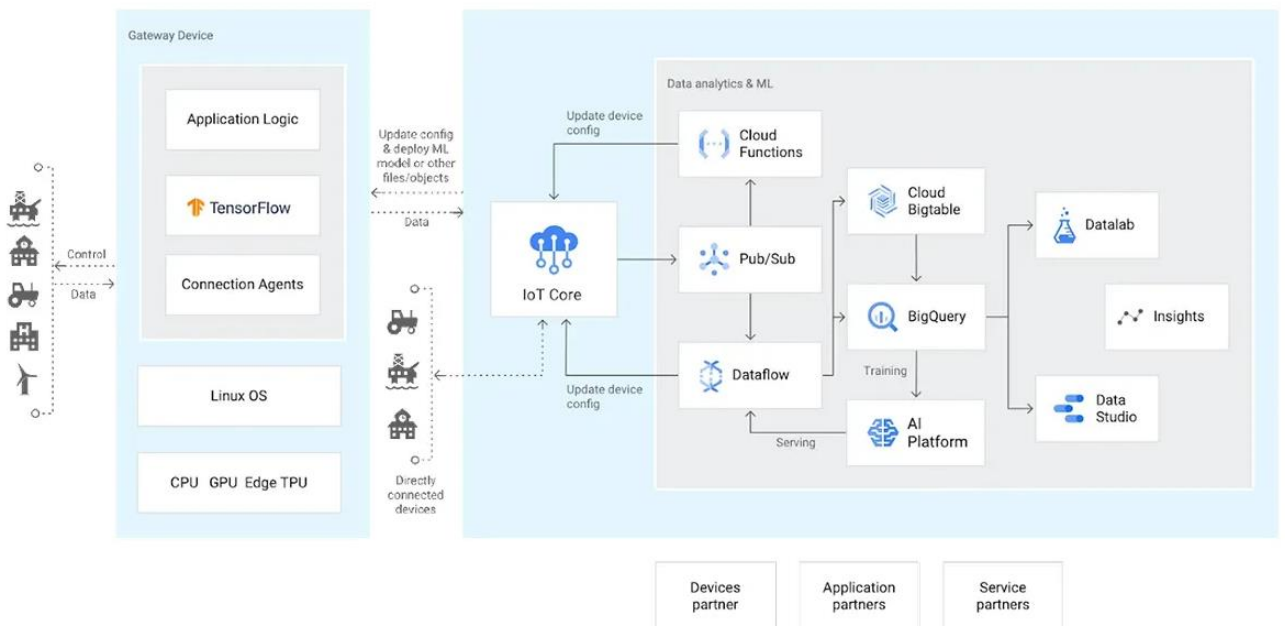 Gateway Device
Application Logic
TensorFlow
Connection Agents
Linux OS
CPU GPU Edge TPU
Control
Data
Update config
& deploy ML
model or other
files/objects
Data
Directly
connected
devices
IoT Core
Update device
config
Update device
config
Data analytics & ML
Cloud
Functions
Pub/Sub
Dataflow
Cloud
Bigtable
BigQuery
Training
AI
Platform
Serving
Datalab
Insights
Data
Studio
Devices
partner
Application
partners
Service
partners